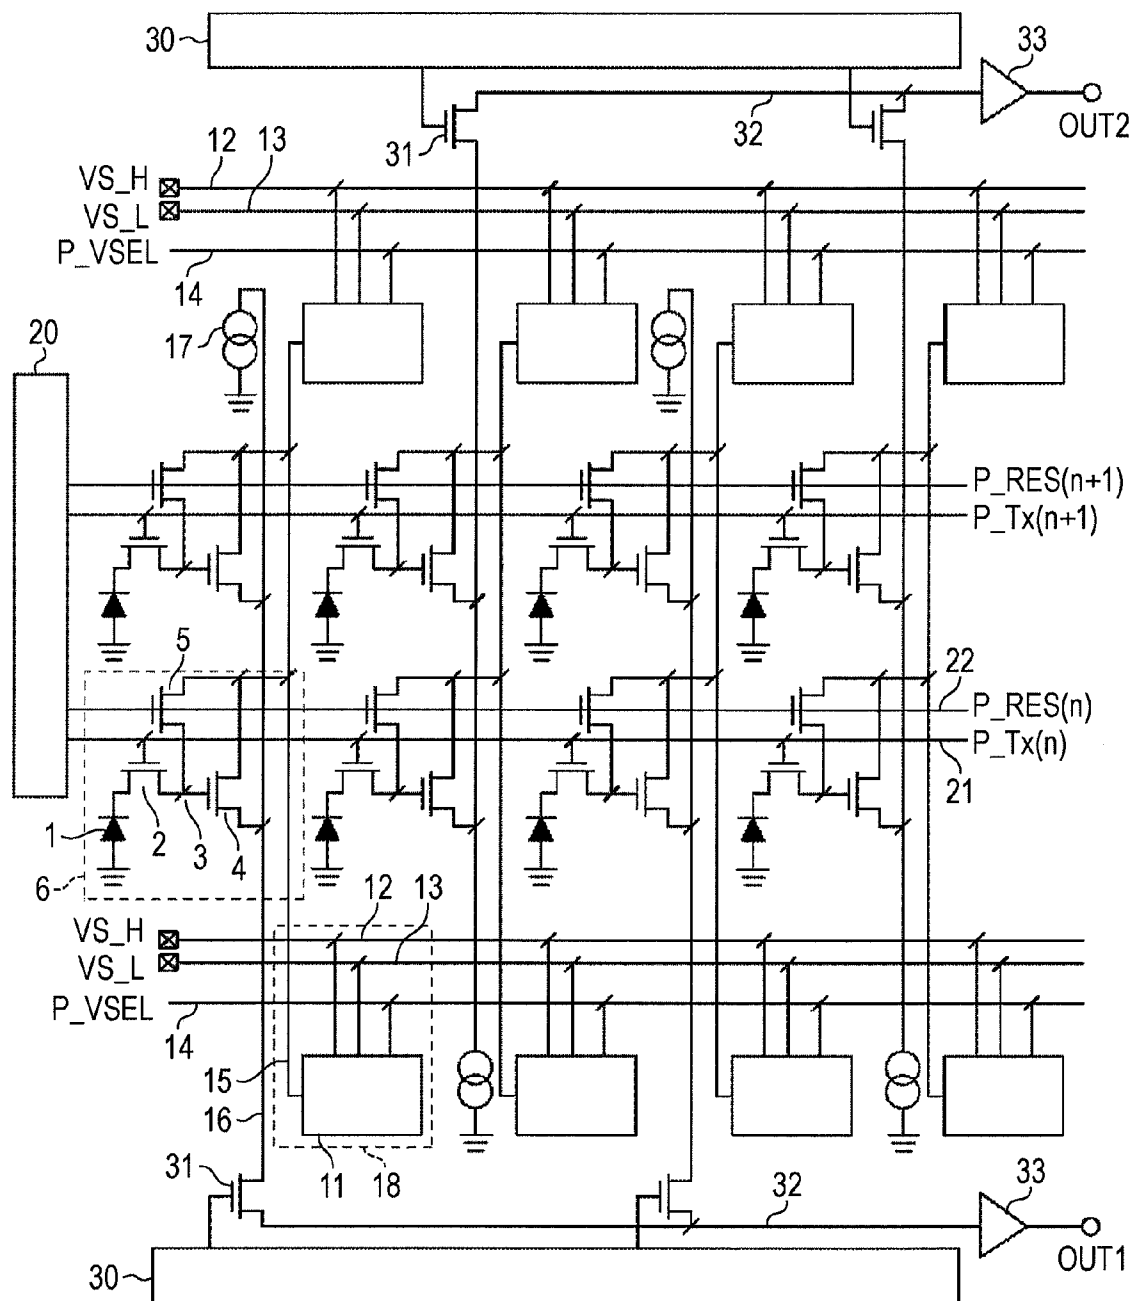 30
33
32
OUT2
31
12
13
VS_H
VS_L
P_VSEL
14
17
20
P_RES(n+1)
P_Tx(n+1)
5
22
P_RES(n)
P_Tx(n)
21
1
2
3
4
6
12
13
VS_H
VS_L
P_VSEL
14
15
16
31
11
18
32
33
OUT1
30